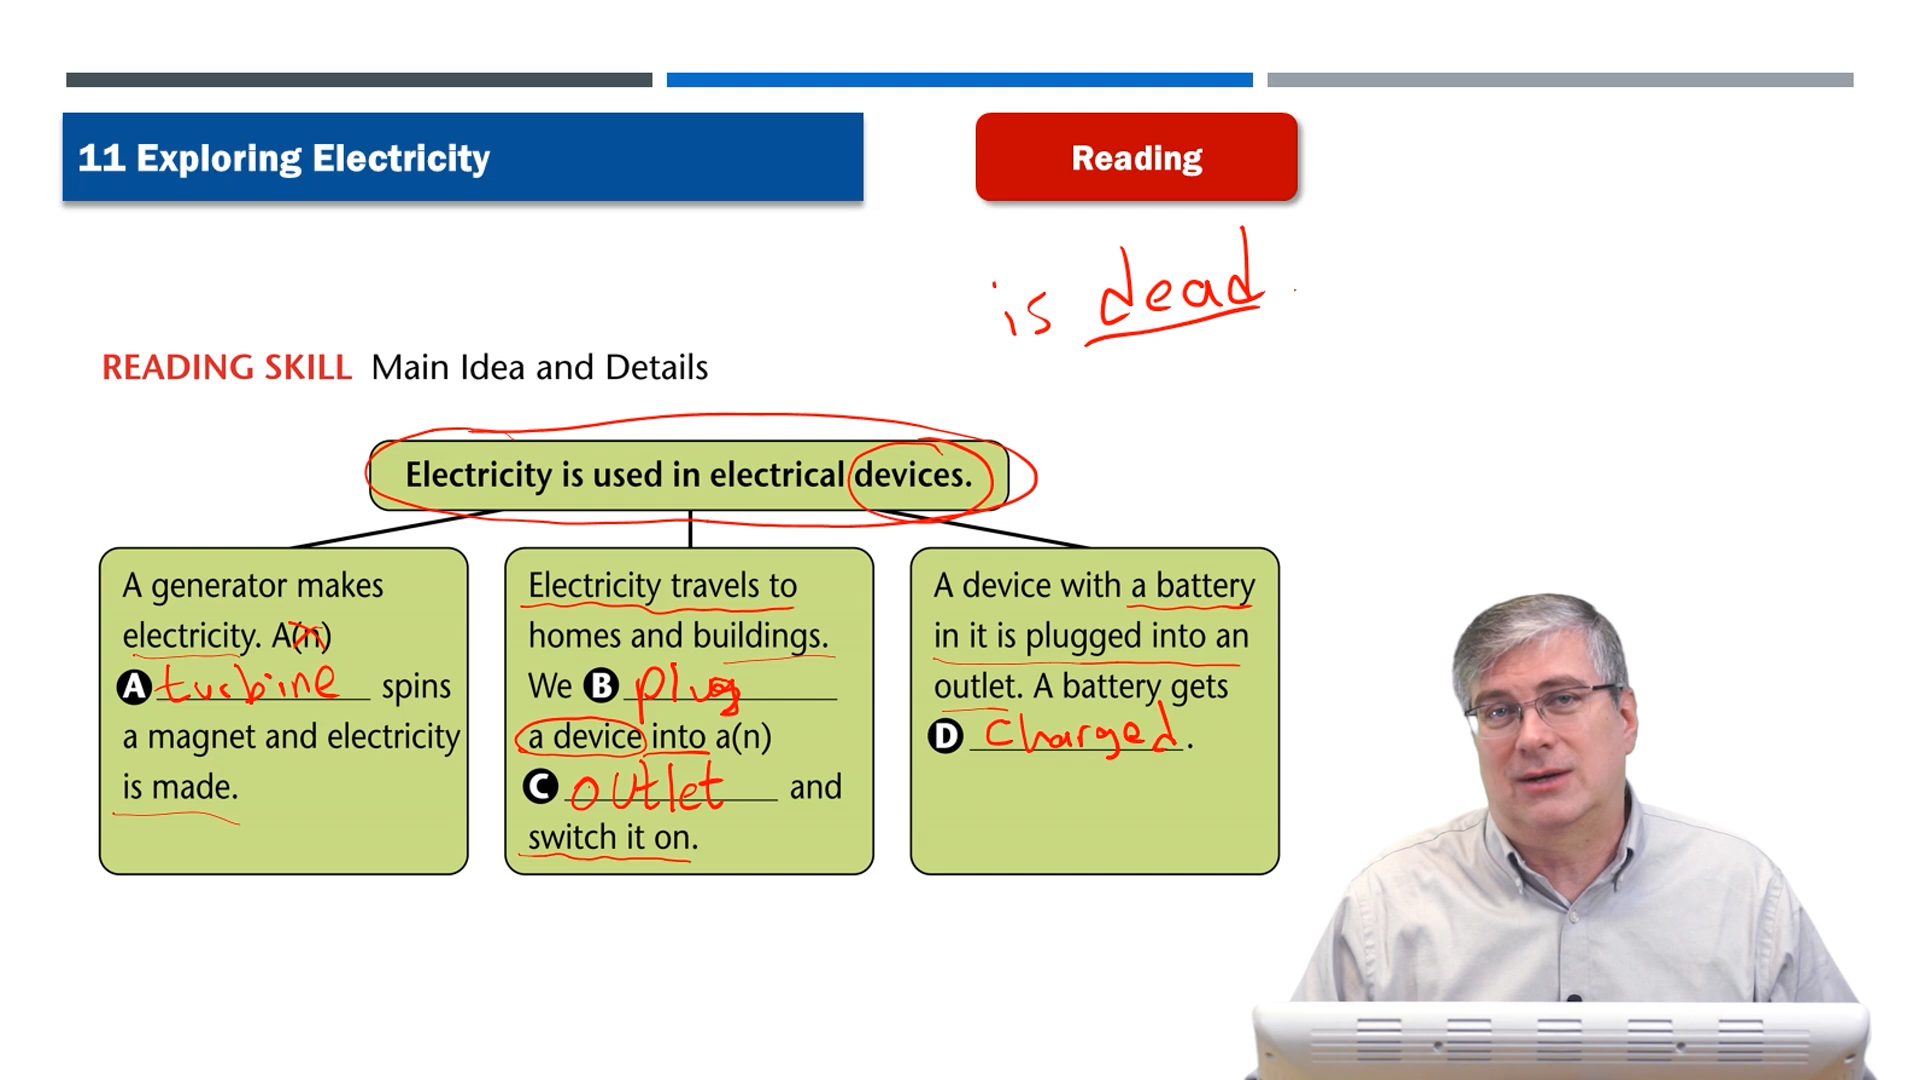 11 Exploring Electricity
Reading
is dead.
READING SKILL Main Idea and Details
Electricity is used in electrical devices.
A generator makes
electricity. A(n)
A turbine spins
a magnet and electricity
is made.
Electricity travels to
homes and buildings.
We B plug
a device into a(n)
C outlet and
switch it on.
A device with a battery
in it is plugged into an
outlet. A battery gets
D charged.